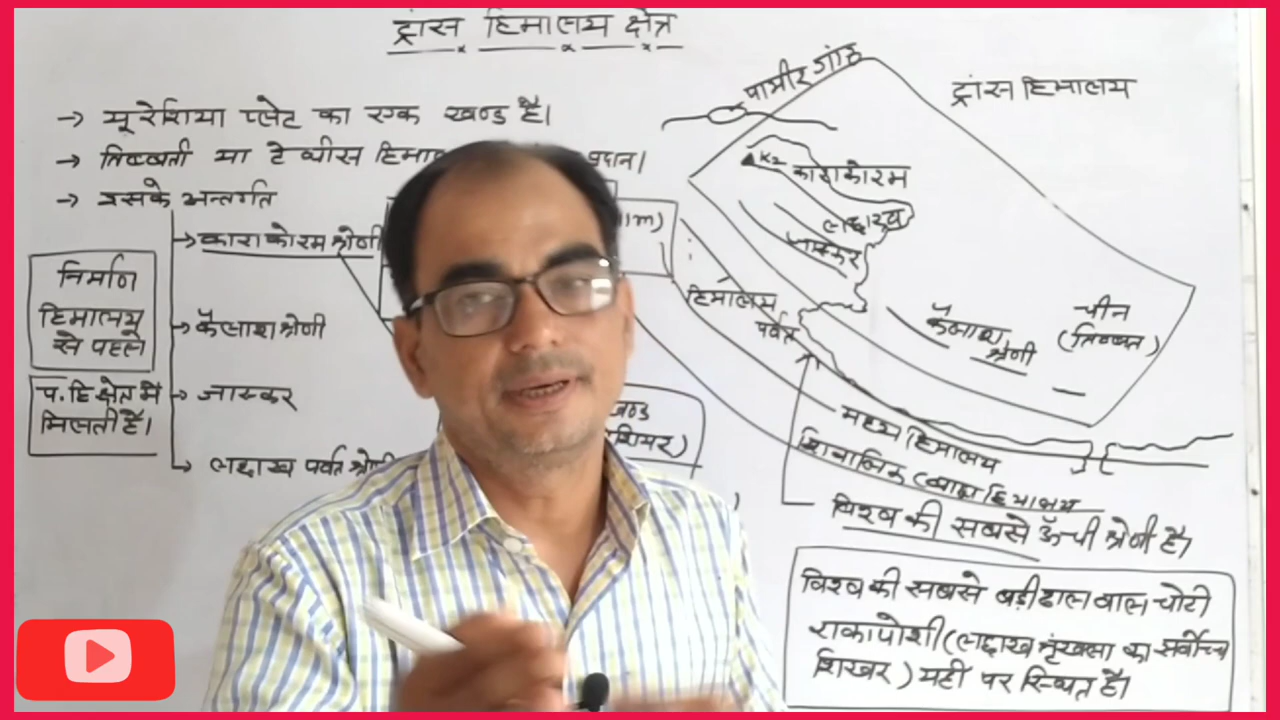 ट्रांस हिमालय क्षेत्र
→ यूरेशिया प्लेट का एक खण्ड है।
→ तिब्बती या टेथीस हिमाल
→ इसके अन्तर्गत
→ काराकोरम श्रेणी
→ कैलाश श्रेणी
→ जास्कर
→ लद्दाख पर्वत श्रेणी
निर्माण
हिमालय
से पहले
प. हि क्षेत्र में
मिलती है।
पामीर गांठ
ट्रांस हिमालय
K2 काराकोरम
लद्दाख
जास्कर
हिमालय
पर्वत
कैलाश
श्रेणी
चीन
(तिब्बत)
हिमालय
शिवालिक (बाह्य हिमालय
विश्व की सबसे ऊँची श्रेणी है।
विश्व की सबसे बड़ी ढाल वाल चोटी
राकापोशी (लद्दाख श्रृंखला का सर्वोच्च
शिखर) यहीं पर स्थित है।